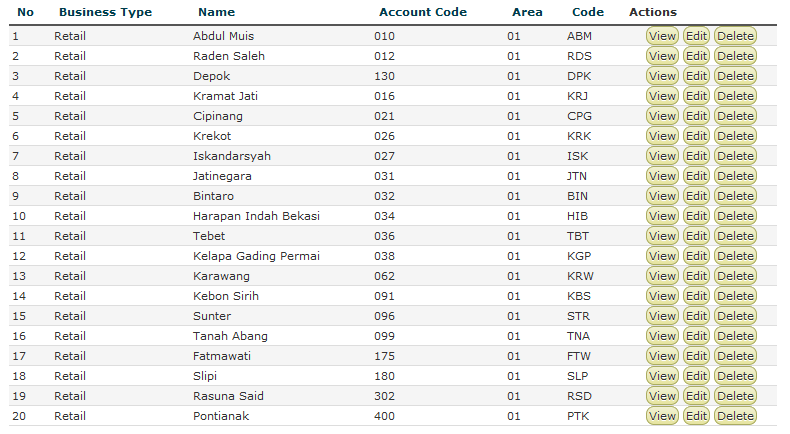 No Business Type Name Account Code Area Code Actions
1 Retail Abdul Muis 010 01 ABM View Edit Delete
2 Retail Raden Saleh 012 01 RDS View Edit Delete
3 Retail Depok 130 01 DPK View Edit Delete
4 Retail Kramat Jati 016 01 KRJ View Edit Delete
5 Retail Cipinang 021 01 CPG View Edit Delete
6 Retail Krekot 026 01 KRK View Edit Delete
7 Retail Iskandarsyah 027 01 ISK View Edit Delete
8 Retail Jatinegara 031 01 JTN View Edit Delete
9 Retail Bintaro 032 01 BIN View Edit Delete
10 Retail Harapan Indah Bekasi 034 01 HIB View Edit Delete
11 Retail Tebet 036 01 TBT View Edit Delete
12 Retail Kelapa Gading Permai 038 01 KGP View Edit Delete
13 Retail Karawang 062 01 KRW View Edit Delete
14 Retail Kebon Sirih 091 01 KBS View Edit Delete
15 Retail Sunter 096 01 STR View Edit Delete
16 Retail Tanah Abang 099 01 TNA View Edit Delete
17 Retail Fatmawati 175 01 FTW View Edit Delete
18 Retail Slipi 180 01 SLP View Edit Delete
19 Retail Rasuna Said 302 01 RSD View Edit Delete
20 Retail Pontianak 400 01 PTK View Edit Delete